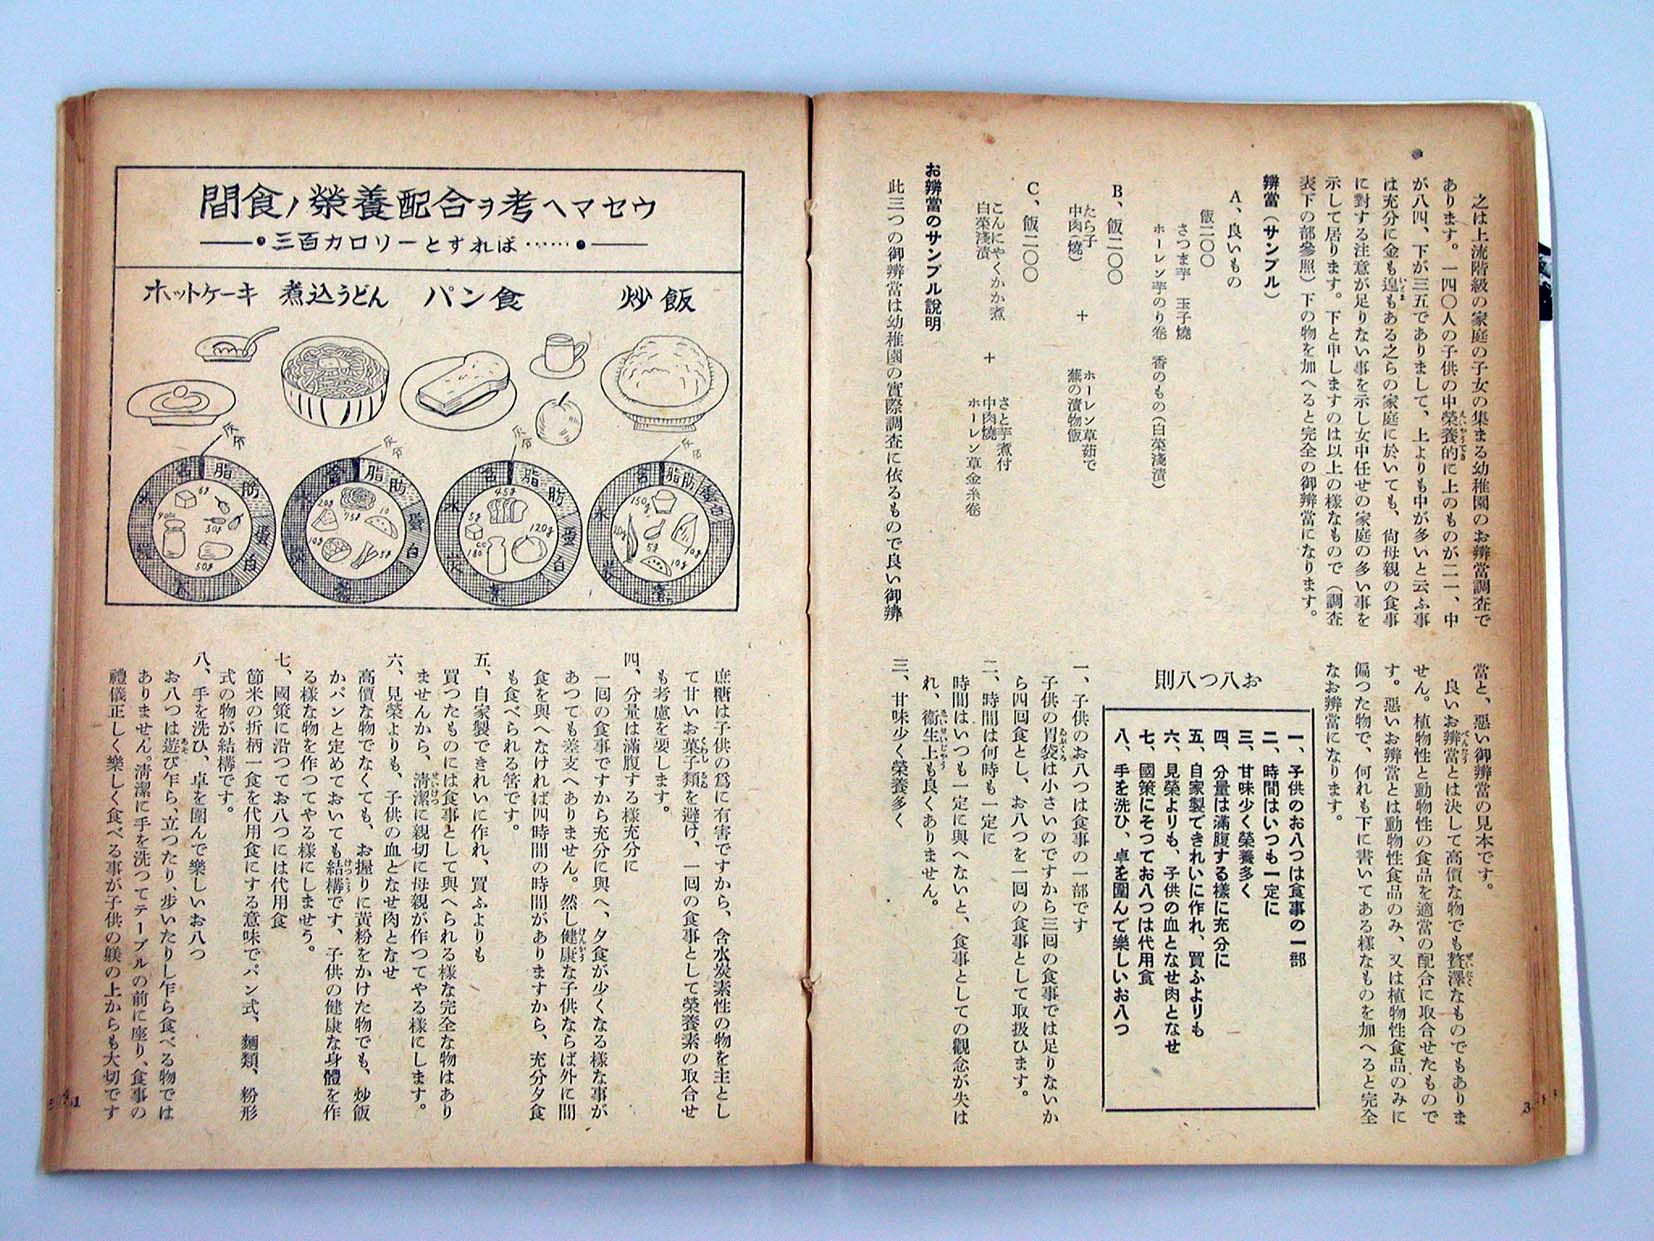 之は上流階級の家庭の子女の集まる幼稚園のお辨當調査で
あります。一四〇人の子供の中榮養的に上のものが二一、中
が八四、下が三五でありまして、上よりも中が多いと云ふ事
は充分に金も遑もある之らの家庭に於いても、尙母親の食事
に對する注意が足りない事を示し女中任せの家庭の多い事を
示して居ります。下と申しますのは以上の樣なもので（調査
表下の部參照）下の物を加へると完全の御辨當になります。
辨當（サンプル）
A、良いもの
飯二〇〇
さつま芋　玉子燒
ホーレン芋のり卷　香のもの（白菜淺漬）
B、飯二〇〇
たら子
中肉（燒）
＋
ホーレン草茹で
蕪の漬物飯
C、飯二〇〇
こんにやくかか煮
白菜淺漬
＋
さと芋煮付
中肉燒
ホーレン草金糸卷
お辨當のサンプル說明
此三つの御辨當は幼稚園の實際調査に依るもので良い御辨
當と、惡い御辨當の見本です。
良いお辨當とは決して高價な物でも贅澤なものでもありま
せん。植物性と動物性の食品を適當の配合に取合せたもので
す。惡いお辨當とは動物性食品のみ、又は植物性食品のみに
偏つた物で、何れも下に書いてある樣なものを加へると完全
なお辨當になります。
お八つ八則
一、子供のお八つは食事の一部
二、時間はいつも一定に
三、甘味少く榮養多く
四、分量は滿腹する樣に充分に
五、自家製できれいに作れ、買ふよりも
六、見榮よりも、子供の血となせ肉となせ
七、國策にそつてお八つは代用食
八、手を洗ひ、卓を圍んで樂しいお八つ
一、子供のお八つは食事の一部です
子供の胃袋は小さいのですから三回の食事では足りないか
ら四回食とし、お八つを一回の食事として取扱ひます。
二、時間は何時も一定に
時間はいつも一定に與へないと、食事としての觀念が失は
れ、衞生上も良くありません。
三、甘味少く榮養多く
間食ノ榮養配合ヲ考ヘマセウ
三百カロリーとすれば……
炒飯
パン食
煮込うどん
ホットケーキ
灰分
脂肪
蛋白
含水炭素
庶糖は子供の爲に有害ですから、含水炭素性の物を主とし
て甘いお菓子類を避け、一回の食事として榮養素の取合せ
も考慮を要します。
四、分量は滿腹する樣充分に
一回の食事ですから充分に與へ、夕食が少くなる樣な事が
あつても差支へありません。然し健康な子供ならば外に間
食を與へなければ四時間の時間がありますから、充分夕食
も食べられる筈です。
五、自家製できれいに作れ、買ふよりも
買つたものには食事として與へられる樣な完全な物はあり
ませんから、淸潔に親切に母親が作つてやる樣にします。
六、見榮よりも、子供の血となせ肉となせ
高價な物でなくても、お握りに黃粉をかけた物でも、炒飯
かパンと定めておいても結構です、子供の健康な身體を作
る樣な物を作つてやる樣にしませう。
七、國策に沿つてお八つには代用食
節米の折柄一食を代用食にする意味でパン式、麵類、粉形
式の物が結構です。
八、手を洗ひ、卓を圍んで樂しいお八つ
お八つは遊び乍ら、立つたり、步いたりし乍ら食べる物では
ありません。淸潔に手を洗つてテーブルの前に座り、食事の
禮儀正しく樂しく食べる事が子供の躾の上からも大切です